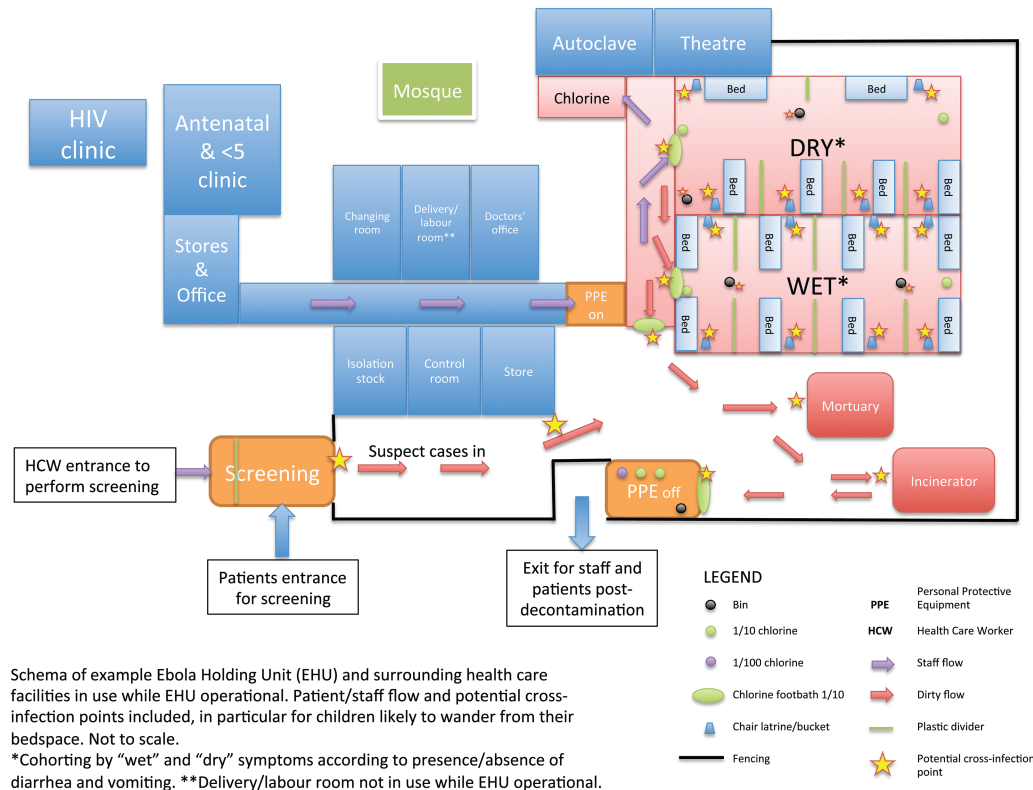 Autoclave
Theatre
Mosque
HIV
clinic
Antenatal
& <5
clinic
Chlorine
Bed
Bed
DRY*
Bed
Bed
Bed
Bed
Changing
room
Delivery/
labour
room**
Doctors'
office
Stores
&
Office
PPE
on
Bed
Bed
Bed
Bed
WET*
Bed
Bed
Bed
Bed
Isolation
stock
Control
room
Store
Mortuary
Suspect cases in
HCW entrance to
perform screening
Screening
PPE off
Incinerator
Patients entrance
for screening
Exit for staff and
patients post-
decontamination
LEGEND
Bin
1/10 chlorine
1/100 chlorine
Chlorine footbath 1/10
Chair latrine/bucket
Fencing
PPE
Personal Protective
Equipment
HCW
Health Care Worker
Staff flow
Dirty flow
Plastic divider
Potential cross-infection
point
Schema of example Ebola Holding Unit (EHU) and surrounding health care
facilities in use while EHU operational. Patient/staff flow and potential cross-
infection points included, in particular for children likely to wander from their
bedspace. Not to scale.
*Cohorting by “wet” and “dry” symptoms according to presence/absence of
diarrhea and vomiting. **Delivery/labour room not in use while EHU operational.